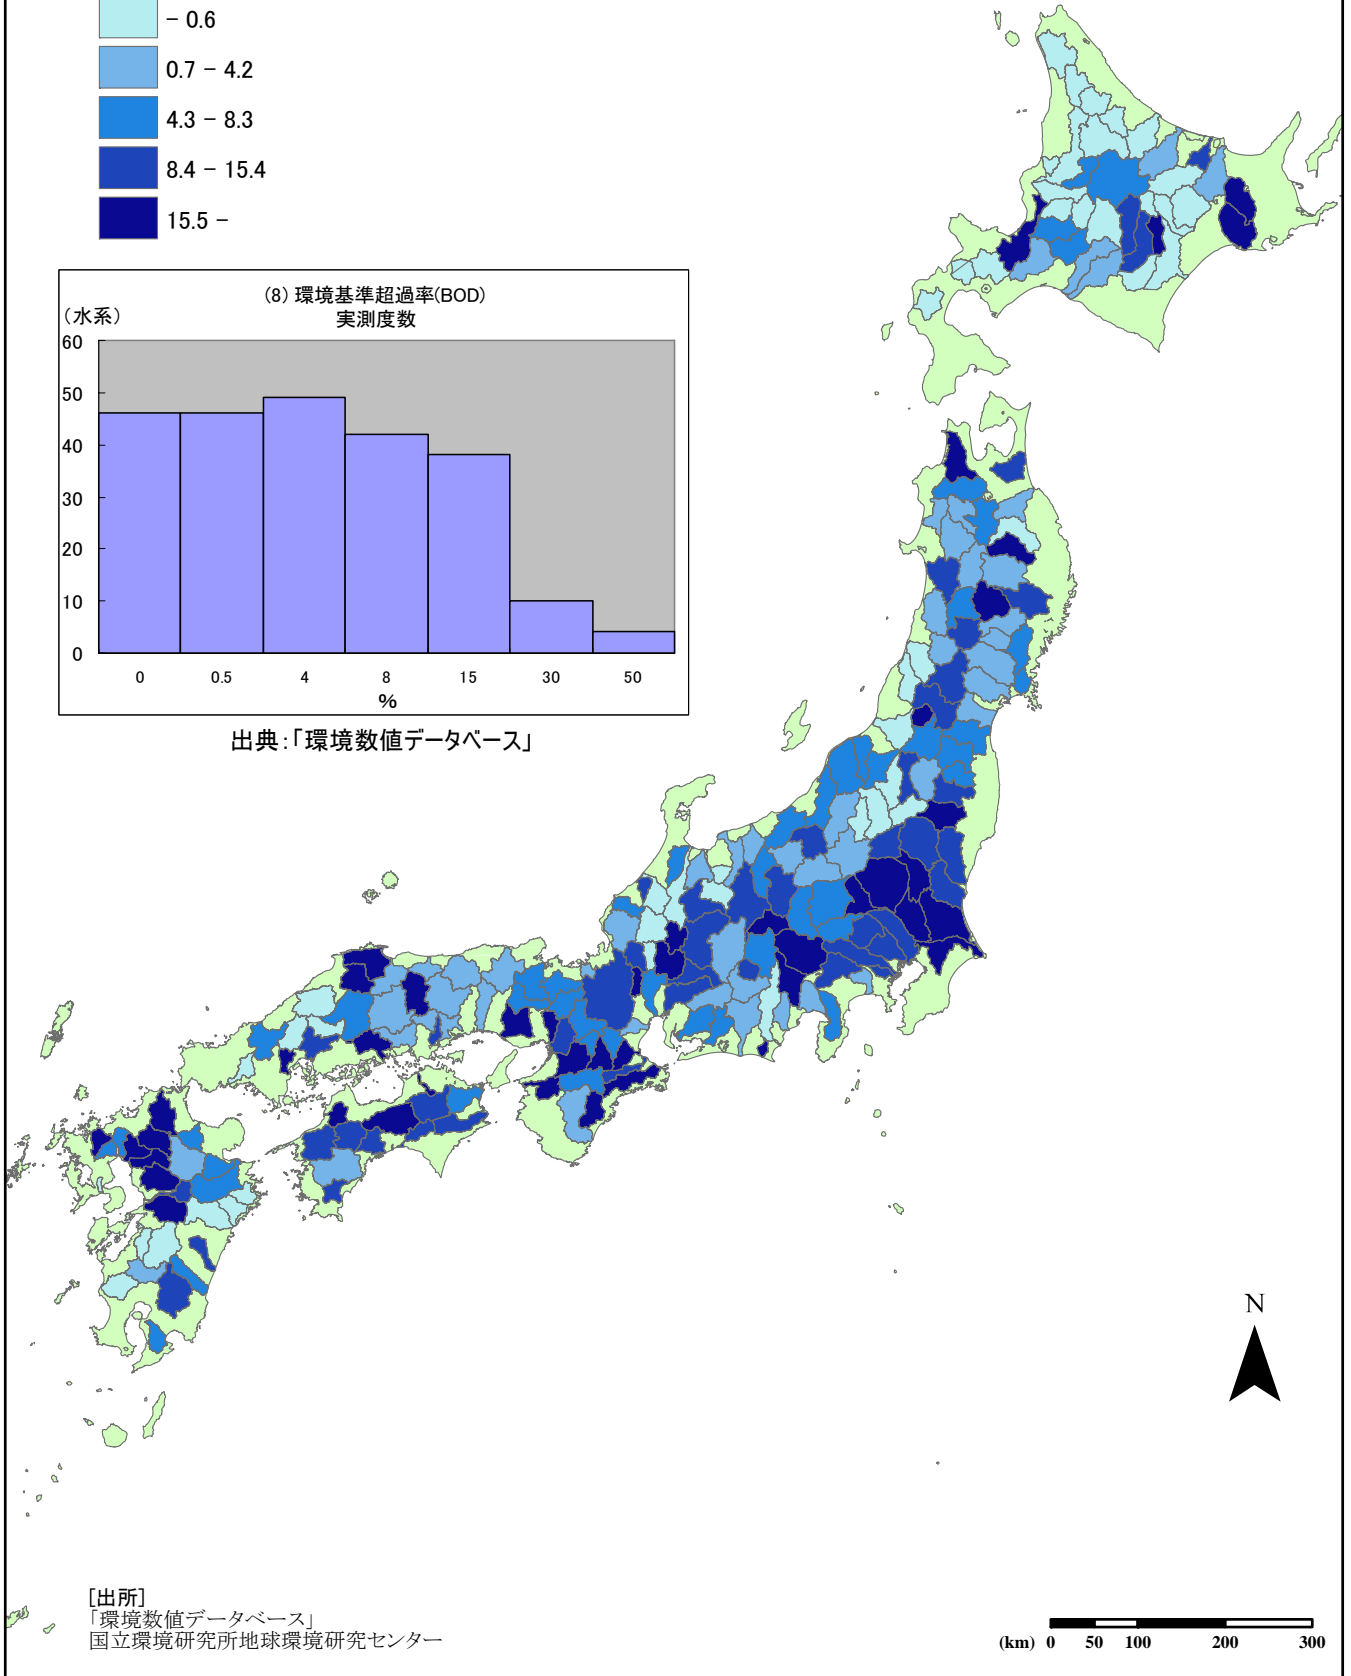 − 0.6
0.7 − 4.2
4.3 − 8.3
8.4 − 15.4
15.5 −
(8) 環境基準超過率(BOD)
実測度数
(水系)
60
50
40
30
20
10
0
0 0.5 4 8 15 30 50
%
出典:「環境数値データベース」
N
[出所]
「環境数値データベース」
国立環境研究所地球環境研究センター
(km) 0 50 100 200 300